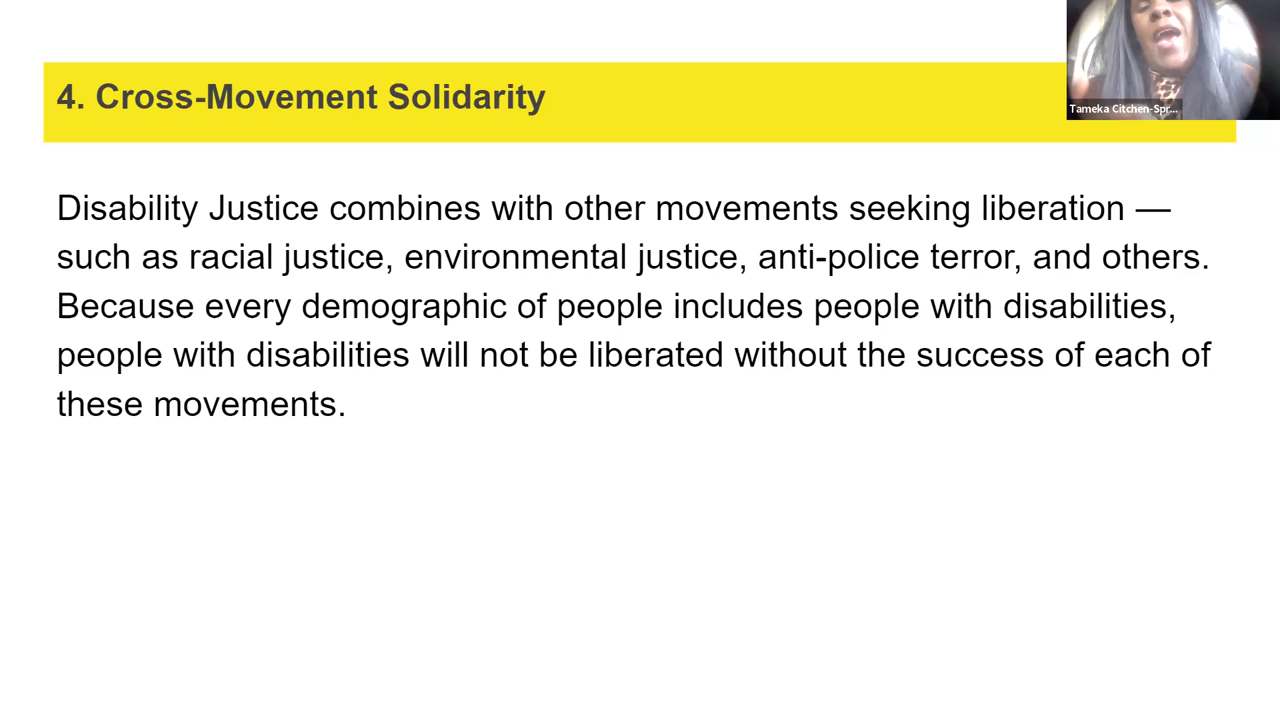 4. Cross-Movement Solidarity
Tameka Citchen-Spr...
Disability Justice combines with other movements seeking liberation —
such as racial justice, environmental justice, anti-police terror, and others.
Because every demographic of people includes people with disabilities,
people with disabilities will not be liberated without the success of each of
these movements.